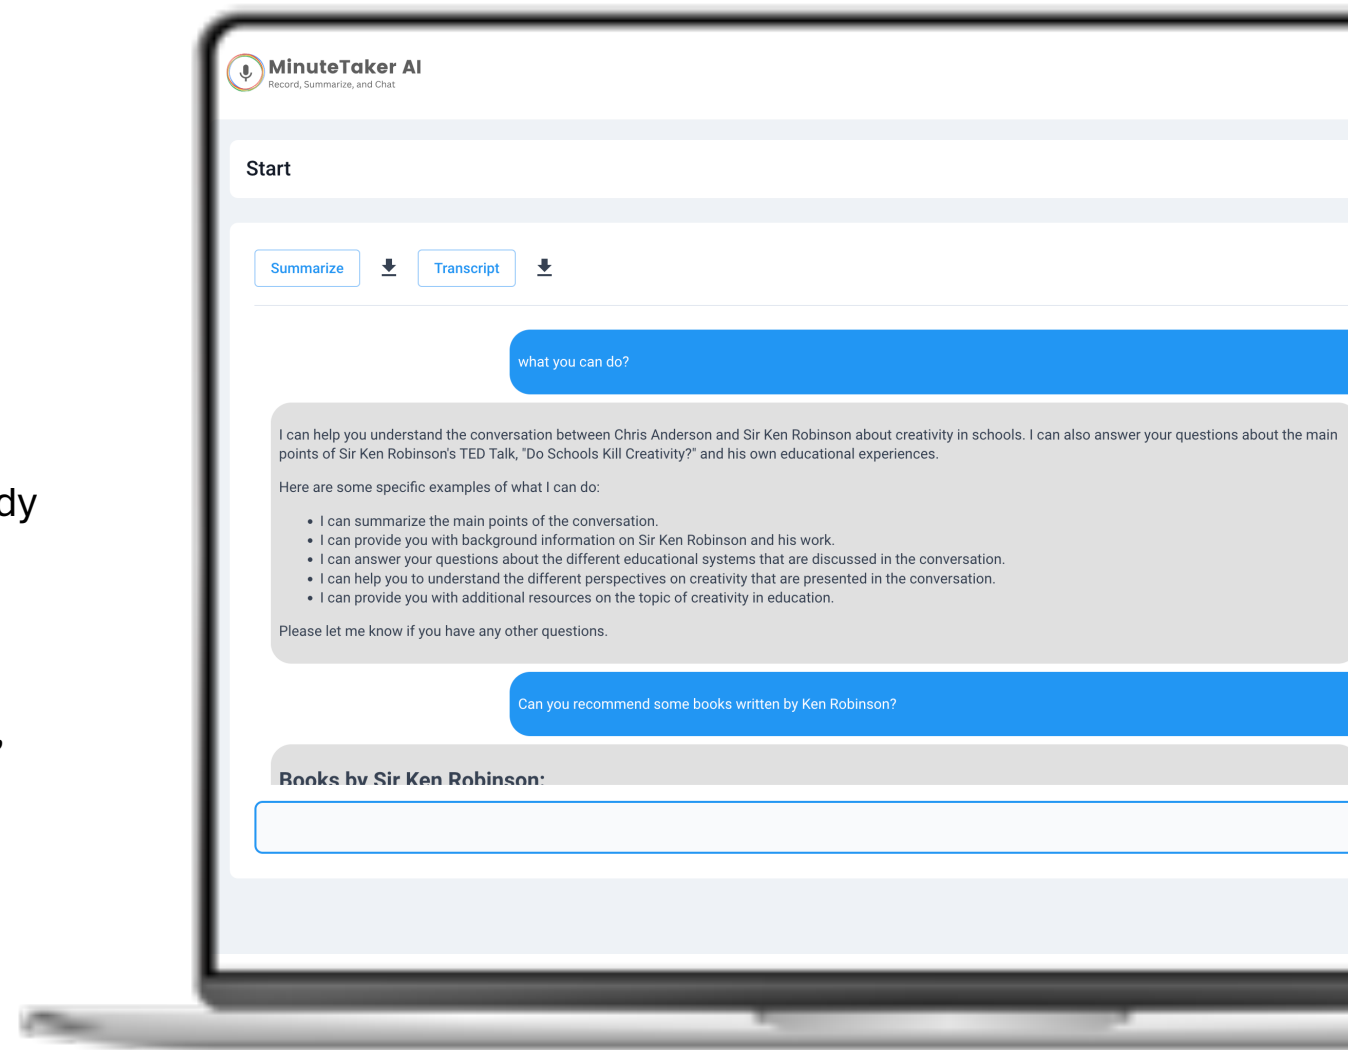 MinuteTaker AI
Record, Summarize, and Chat
Start
Summarize
Transcript
what you can do?
I can help you understand the conversation between Chris Anderson and Sir Ken Robinson about creativity in schools. I can also answer your questions about the main
points of Sir Ken Robinson's TED Talk, "Do Schools Kill Creativity?" and his own educational experiences.
Here are some specific examples of what I can do:
• I can summarize the main points of the conversation.
• I can provide you with background information on Sir Ken Robinson and his work.
• I can answer your questions about the different educational systems that are discussed in the conversation.
• I can help you to understand the different perspectives on creativity that are presented in the conversation.
• I can provide you with additional resources on the topic of creativity in education.
Please let me know if you have any other questions.
Can you recommend some books written by Ken Robinson?
Books by Sir Ken Robinson:
dy
,